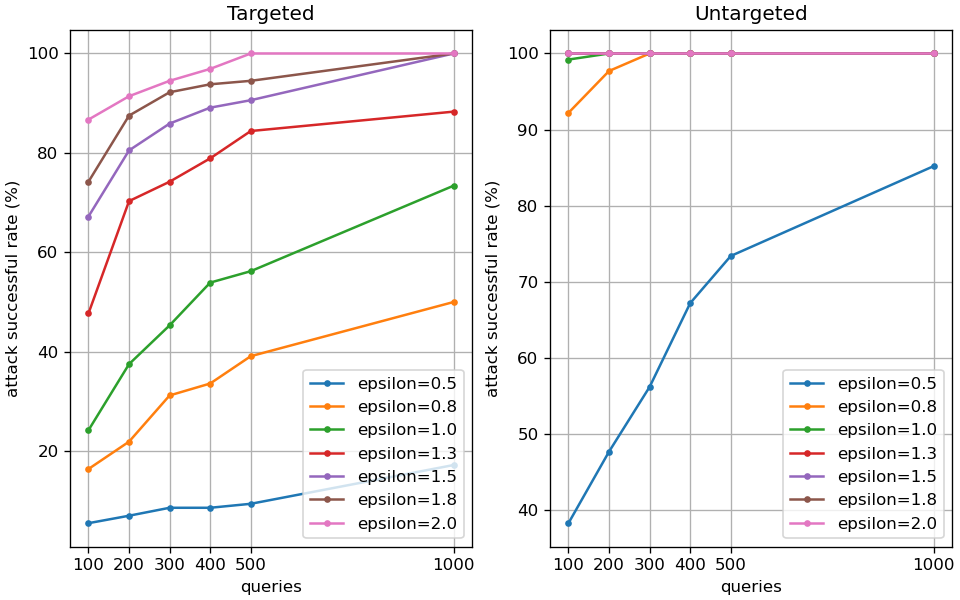 Targeted
attack successful rate (%)
100
80
60
40
20
100 200 300 400 500 1000
queries
epsilon=0.5
epsilon=0.8
epsilon=1.0
epsilon=1.3
epsilon=1.5
epsilon=1.8
epsilon=2.0
Untargeted
attack successful rate (%)
100
90
80
70
60
50
40
100 200 300 400 500 1000
queries
epsilon=0.5
epsilon=0.8
epsilon=1.0
epsilon=1.3
epsilon=1.5
epsilon=1.8
epsilon=2.0